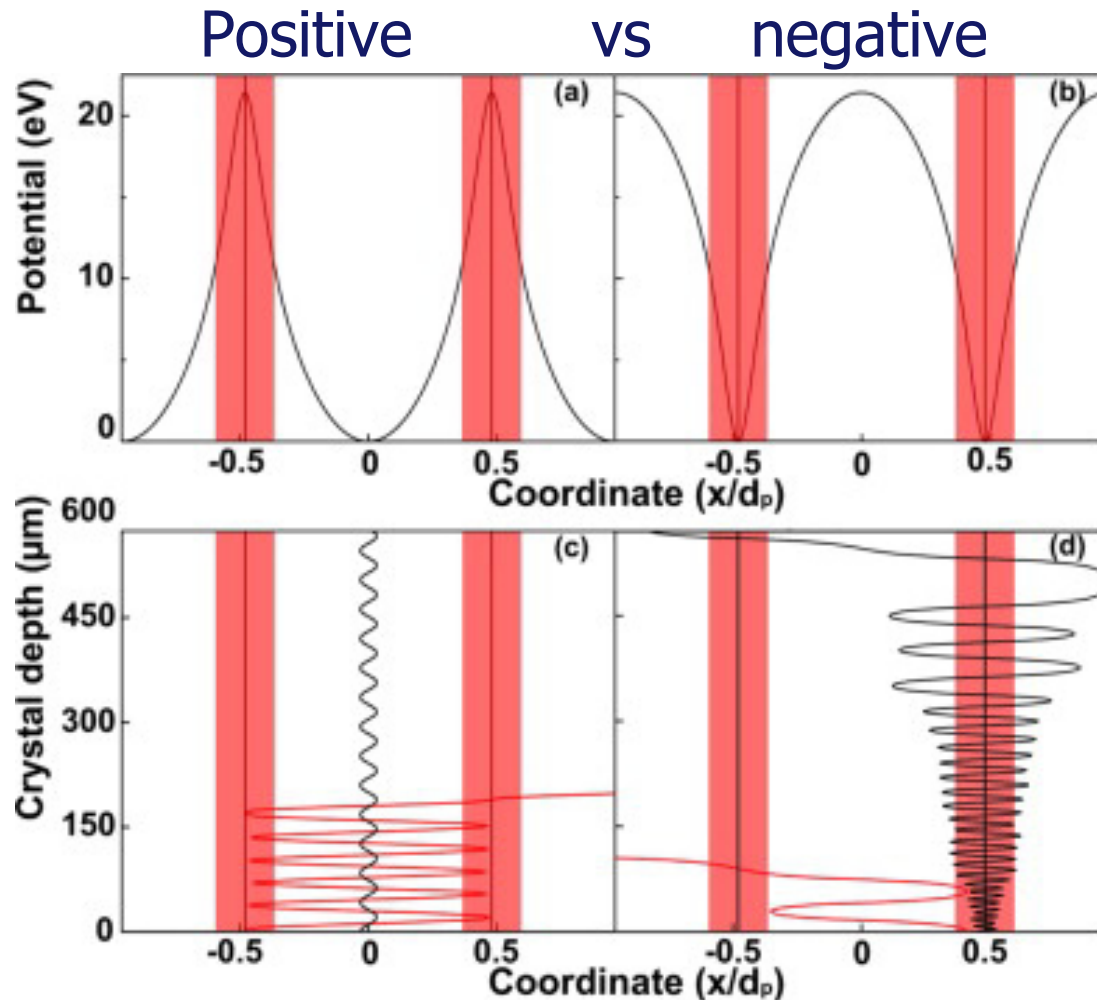 Positive vs negative
(a) (b)
Potential (eV)
20
10
0
-0.5 0 0.5 -0.5 0 0.5
Coordinate (x/dₚ)
(c) (d)
Crystal depth (μm)
600
450
300
150
0
-0.5 0 0.5 -0.5 0 0.5
Coordinate (x/dₚ)